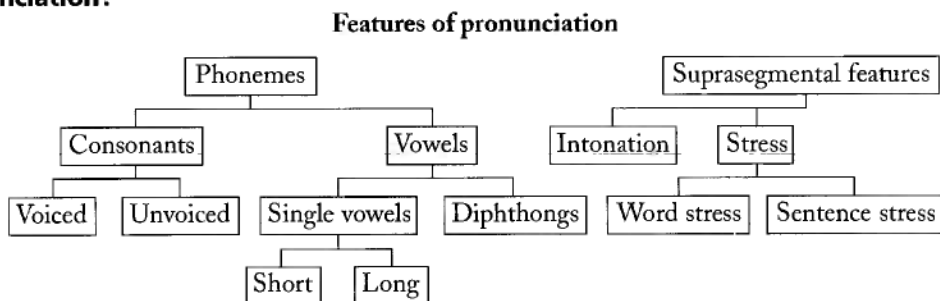 nciation?
Features of pronunciation
Phonemes Suprasegmental features
Consonants Vowels Intonation Stress
Voiced Unvoiced Single vowels Diphthongs Word stress Sentence stress
Short Long